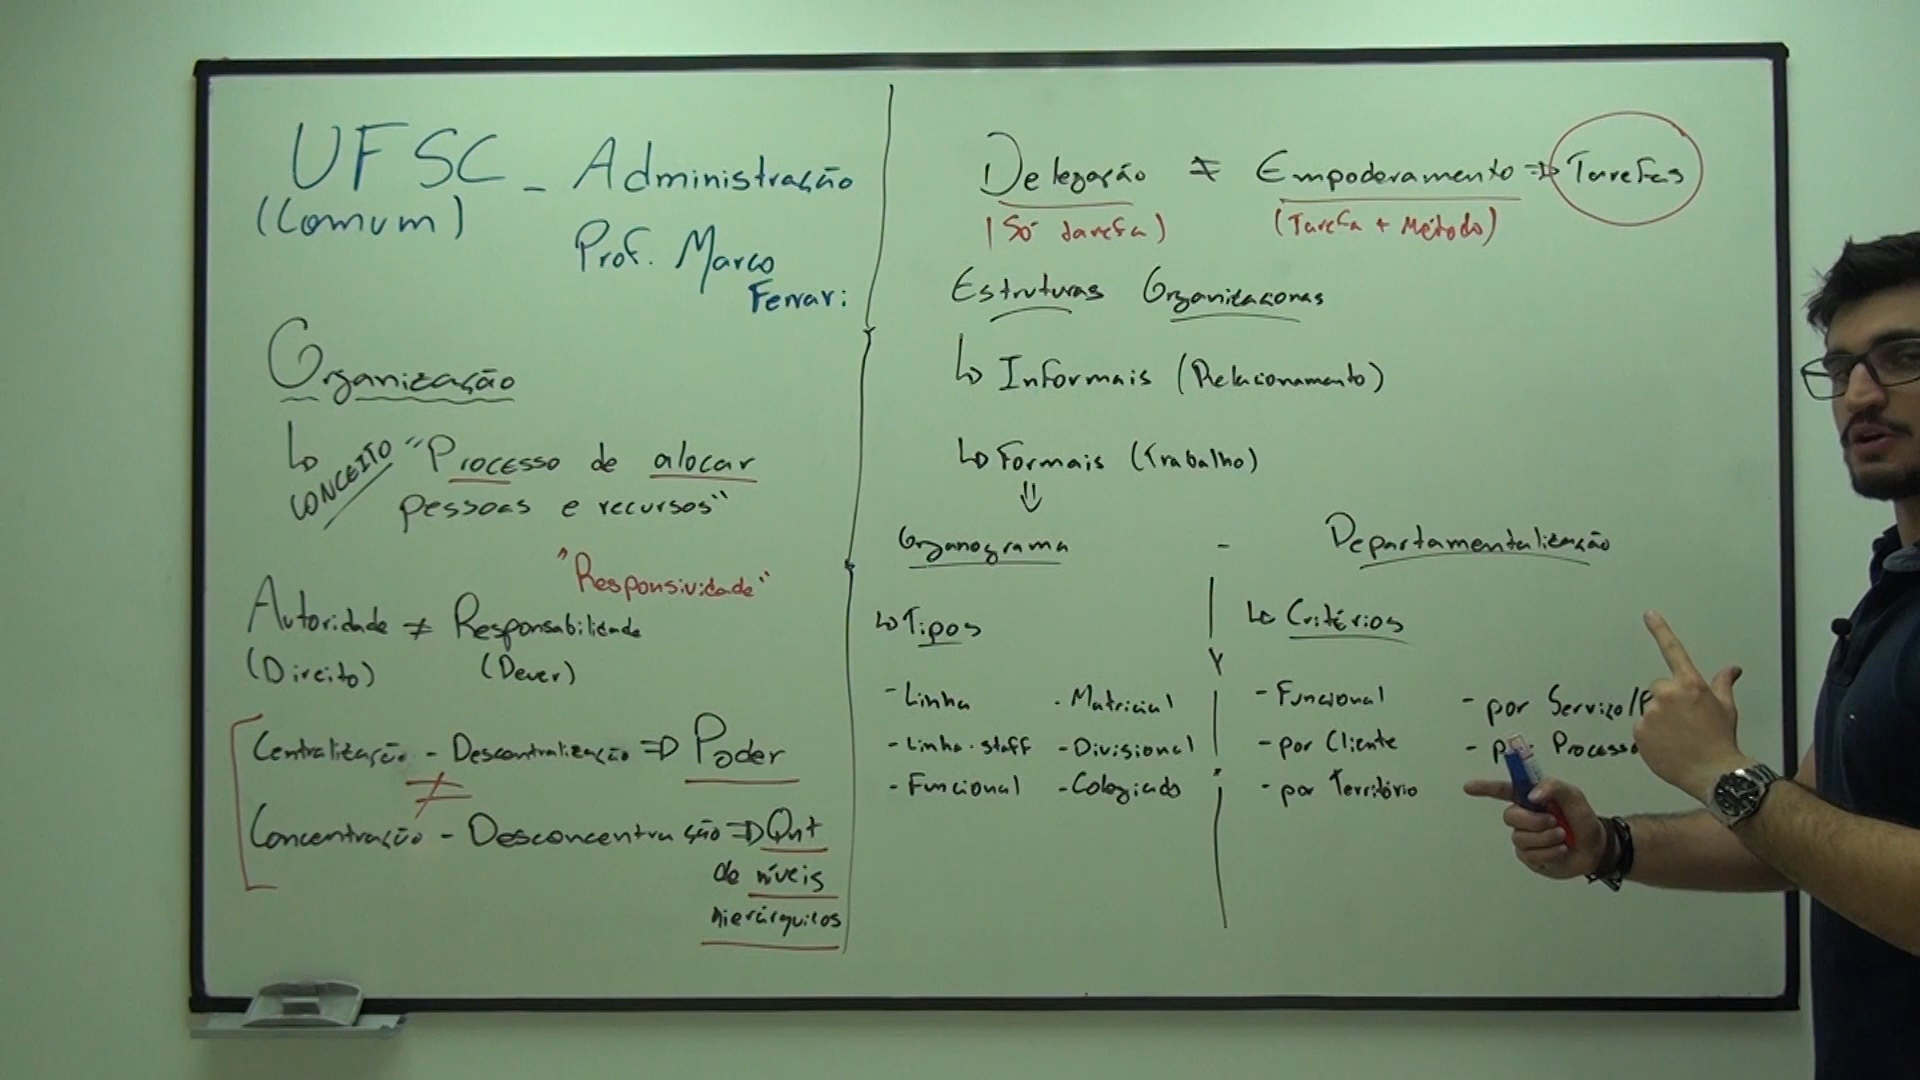 UFSC - Administração
(Comum)
Prof. Marco
Ferrari
Organização
CONCEITO "Processo de alocar
pessoas e recursos"
"Responsividade"
Autoridade ≠ Responsabilidade
(Direito) (Dever)
Centralização - Descentralização ⇒ Poder
≠
Concentração - Desconcentração ⇒ Qnt
de níveis
hierárquicos
Delegação ≠ Empoderamento ⇒ Tarefas
(Só tarefa) (Tarefa + Método)
Estruturas Organizacionas
↳ Informais (Relacionamento)
↳ Formais (Trabalho)
⇓
Organograma - Departamentalização
↳ Tipos
- Linha
- Linha-staff
- Funcional
- Matricial
- Divisional
- Colegiado
↳ Critérios
- Funcional
- por Cliente
- por Território
- por Serviço/P
- Processo